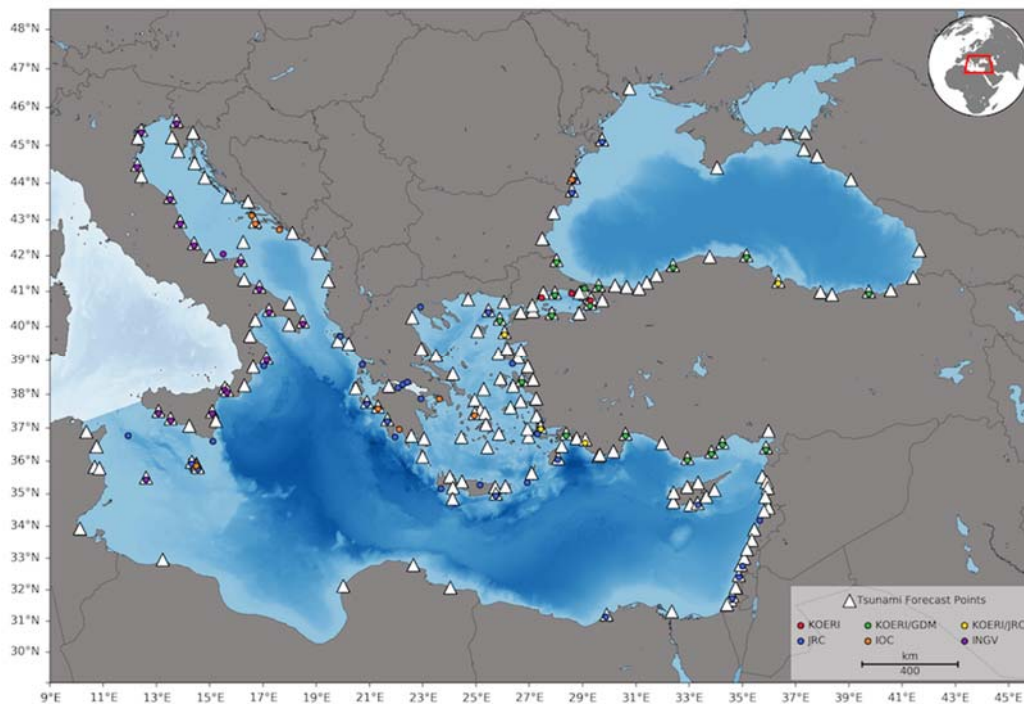 48°N
47°N
46°N
45°N
44°N
43°N
42°N
41°N
40°N
39°N
38°N
37°N
36°N
35°N
34°N
33°N
32°N
31°N
30°N
Tsunami Forecast Points
KOERI KOERI/GDM KOERI/JRC
JRC IOC INGV
km
400
9°E 11°E 13°E 15°E 17°E 19°E 21°E 23°E 25°E 27°E 29°E 31°E 33°E 35°E 37°E 39°E 41°E 43°E 45°E